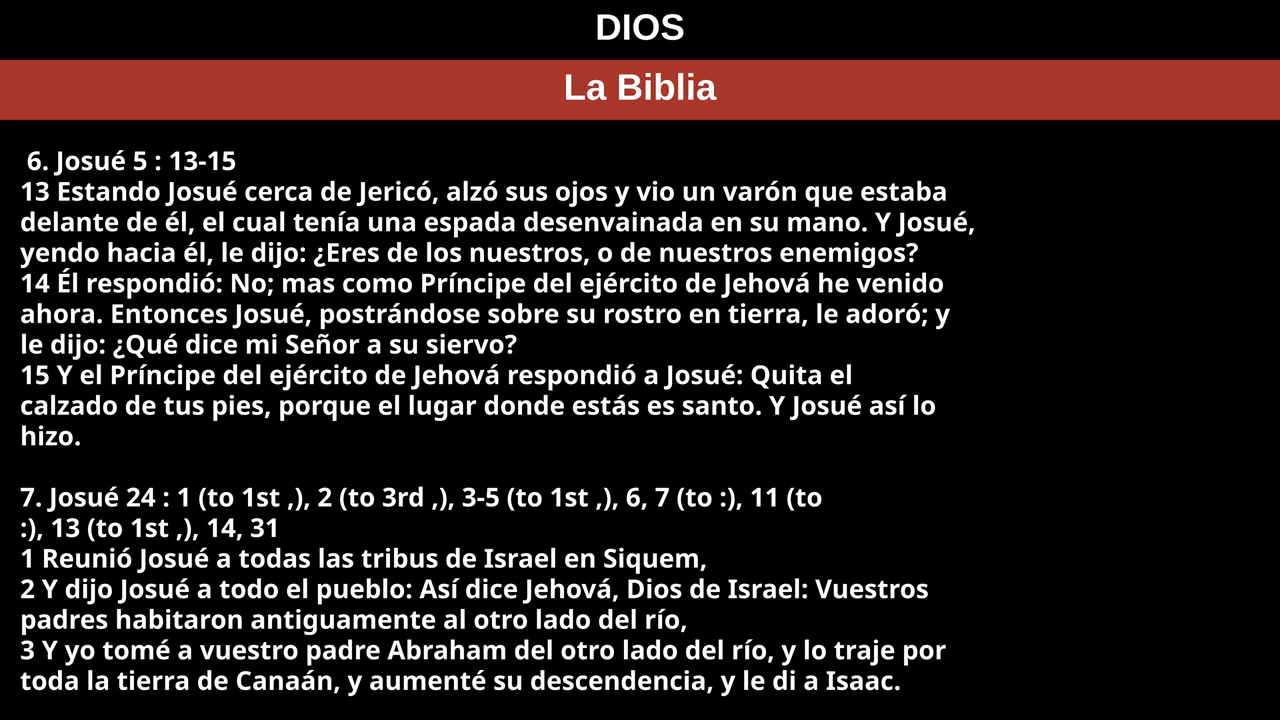 DIOS
La Biblia
6. Josué 5 : 13-15
13 Estando Josué cerca de Jericó, alzó sus ojos y vio un varón que estaba
delante de él, el cual tenía una espada desenvainada en su mano. Y Josué,
yendo hacia él, le dijo: ¿Eres de los nuestros, o de nuestros enemigos?
14 Él respondió: No; mas como Príncipe del ejército de Jehová he venido
ahora. Entonces Josué, postrándose sobre su rostro en tierra, le adoró; y
le dijo: ¿Qué dice mi Señor a su siervo?
15 Y el Príncipe del ejército de Jehová respondió a Josué: Quita el
calzado de tus pies, porque el lugar donde estás es santo. Y Josué así lo
hizo.
7. Josué 24 : 1 (to 1st ,), 2 (to 3rd ,), 3-5 (to 1st ,), 6, 7 (to :), 11 (to
:), 13 (to 1st ,), 14, 31
1 Reunió Josué a todas las tribus de Israel en Siquem,
2 Y dijo Josué a todo el pueblo: Así dice Jehová, Dios de Israel: Vuestros
padres habitaron antiguamente al otro lado del río,
3 Y yo tomé a vuestro padre Abraham del otro lado del río, y lo traje por
toda la tierra de Canaán, y aumenté su descendencia, y le di a Isaac.